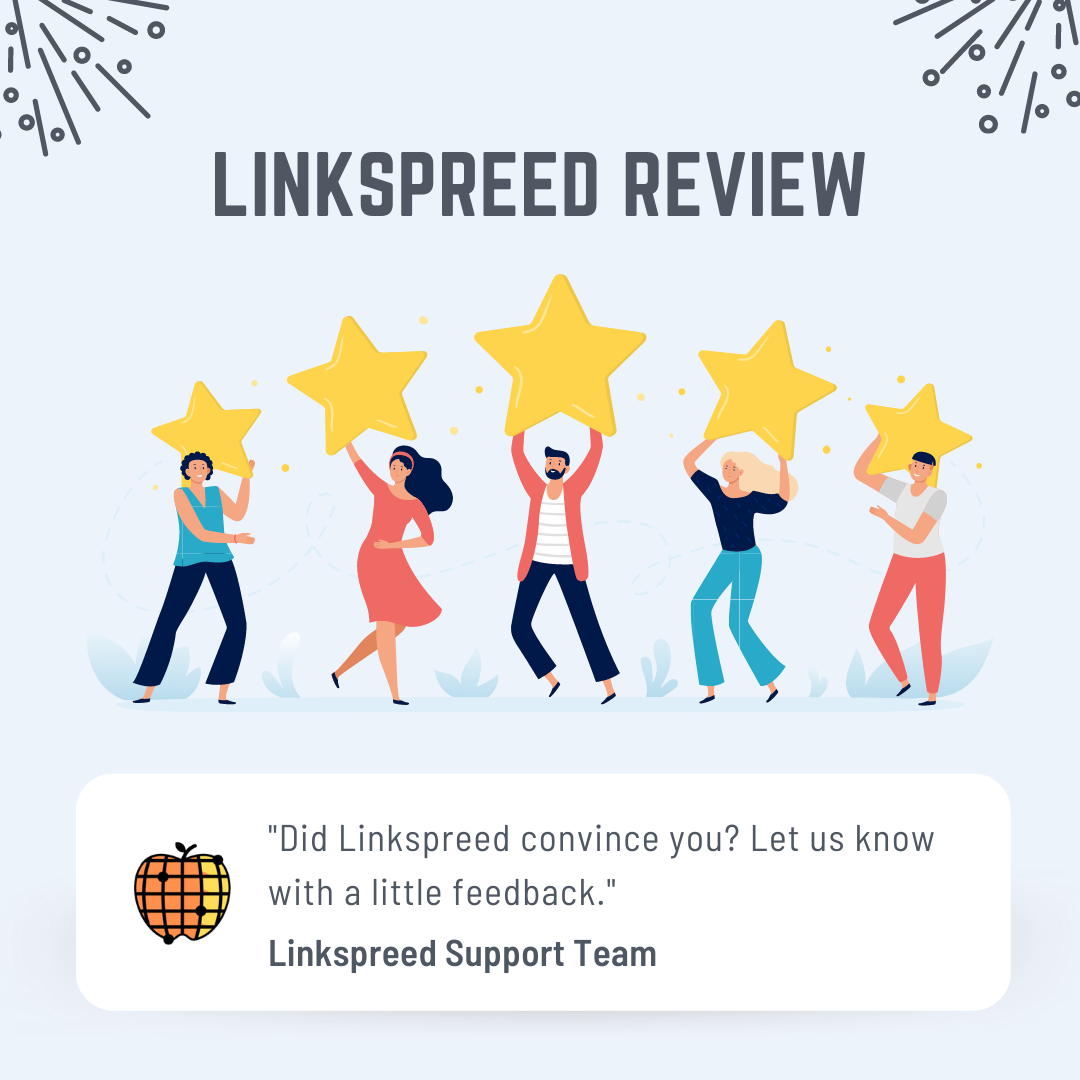 LINKSPREED REVIEW
"Did Linkspreed convince you? Let us know
with a little feedback."
Linkspreed Support Team